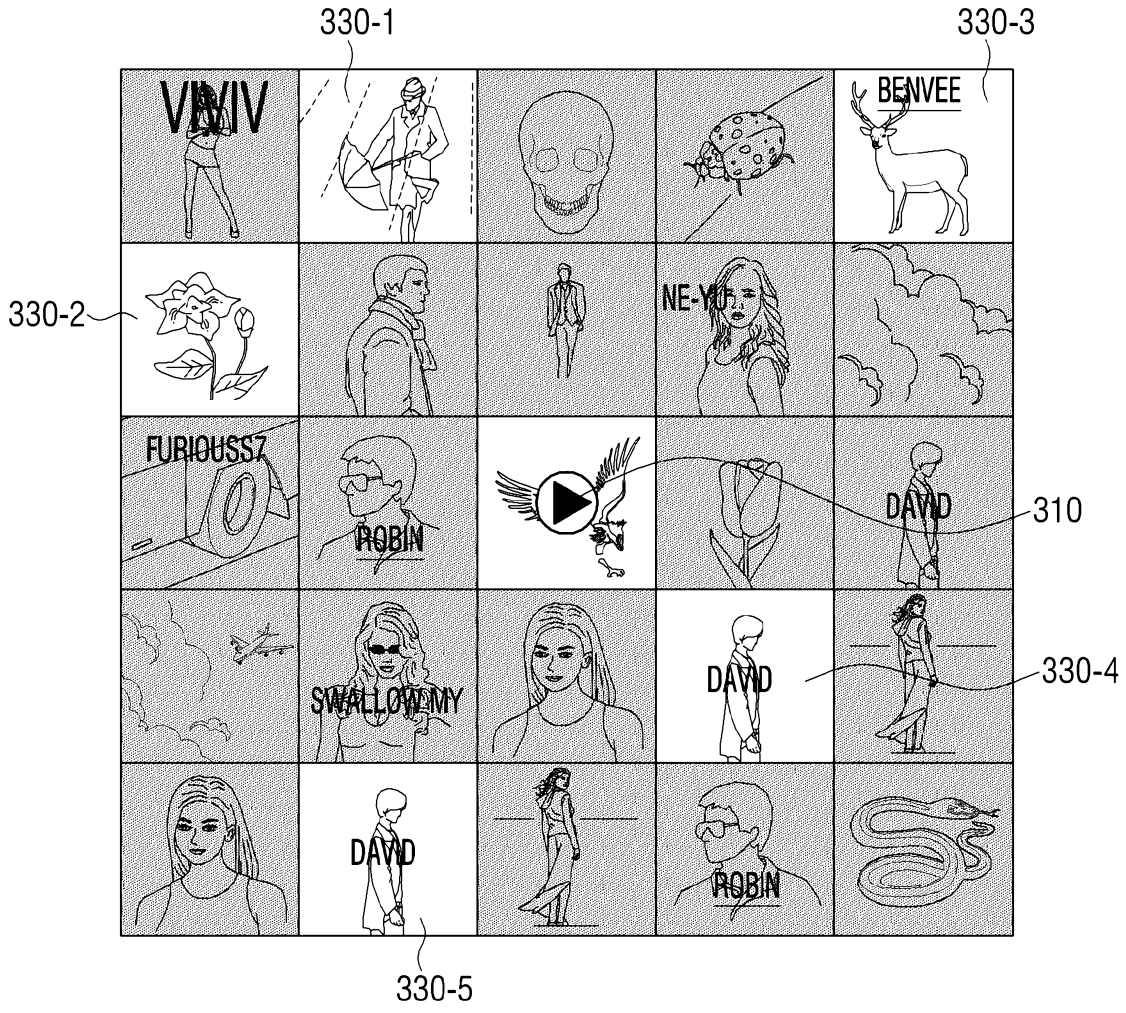 330-1
330-3
VIVIV
BENVEE
330-2
NE-YU
FURIOUSS7
ROBIN
DAVID
310
SWALLOW MY
DAVID
330-4
DAVID
ROBIN
330-5